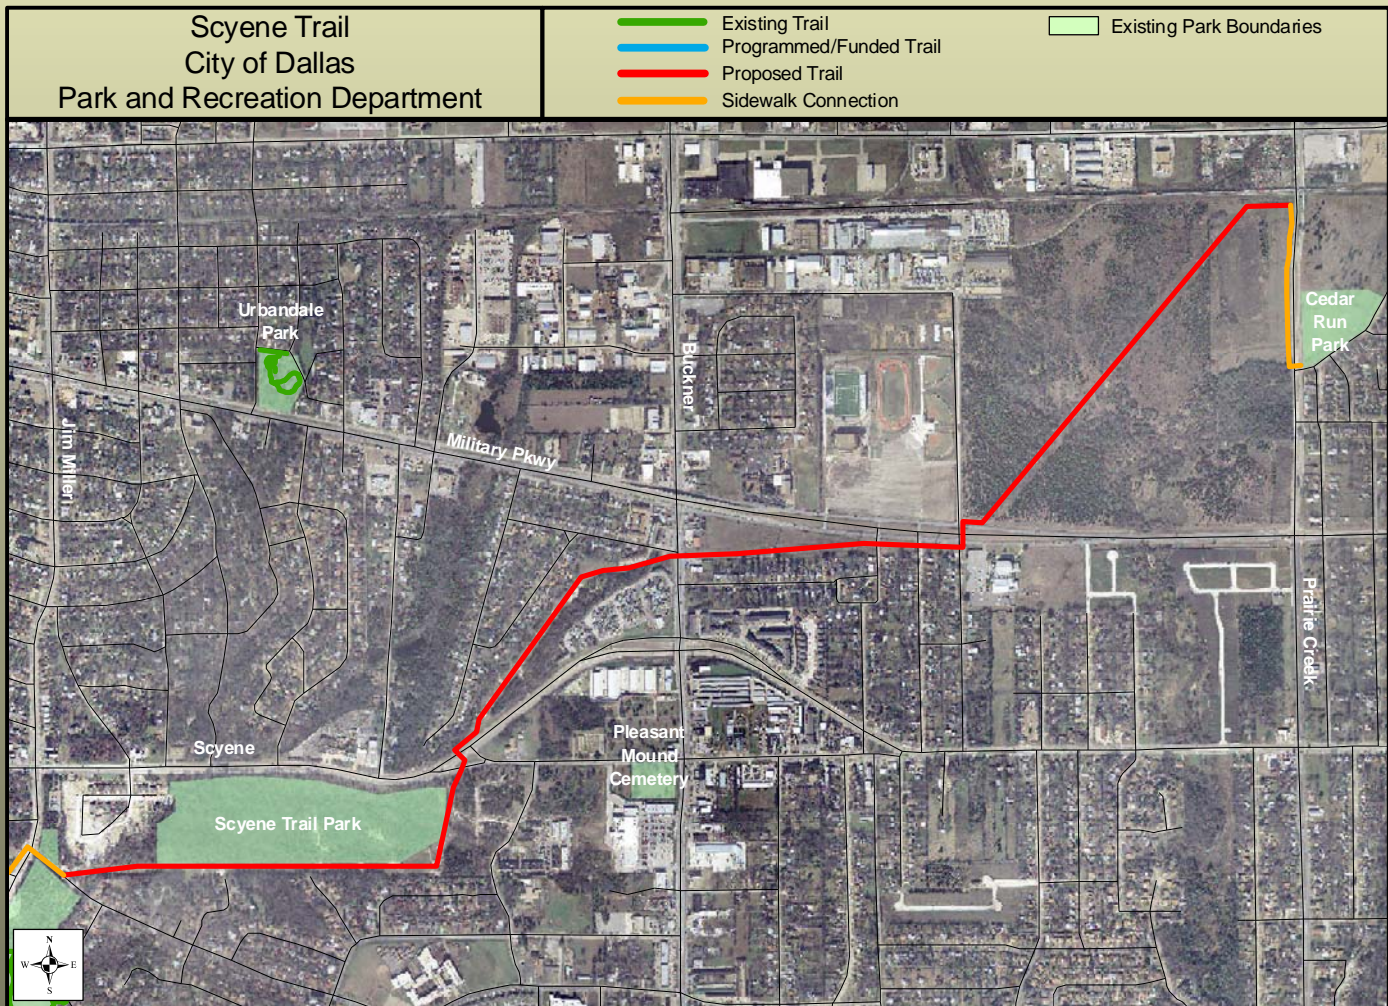 Scyene Trail
City of Dallas
Park and Recreation Department
Existing Trail
Programmed/Funded Trail
Proposed Trail
Sidewalk Connection
Existing Park Boundaries
Urbandale
Park
Cedar
Run
Park
Buckner
Jim Miller
Military Pkwy
Prairie Creek
Scyene
Pleasant
Mound
Cemetery
Scyene Trail Park
N
W E
S